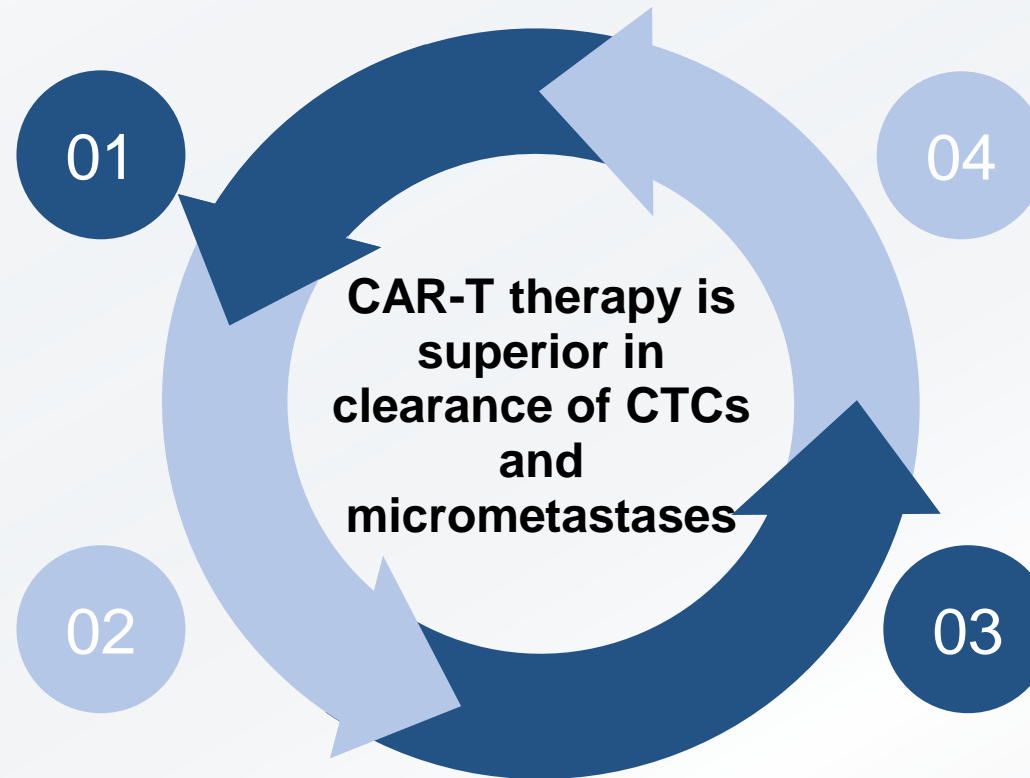 01
04
CAR-T therapy is
superior in
clearance of CTCs
and
micrometastases
02
03